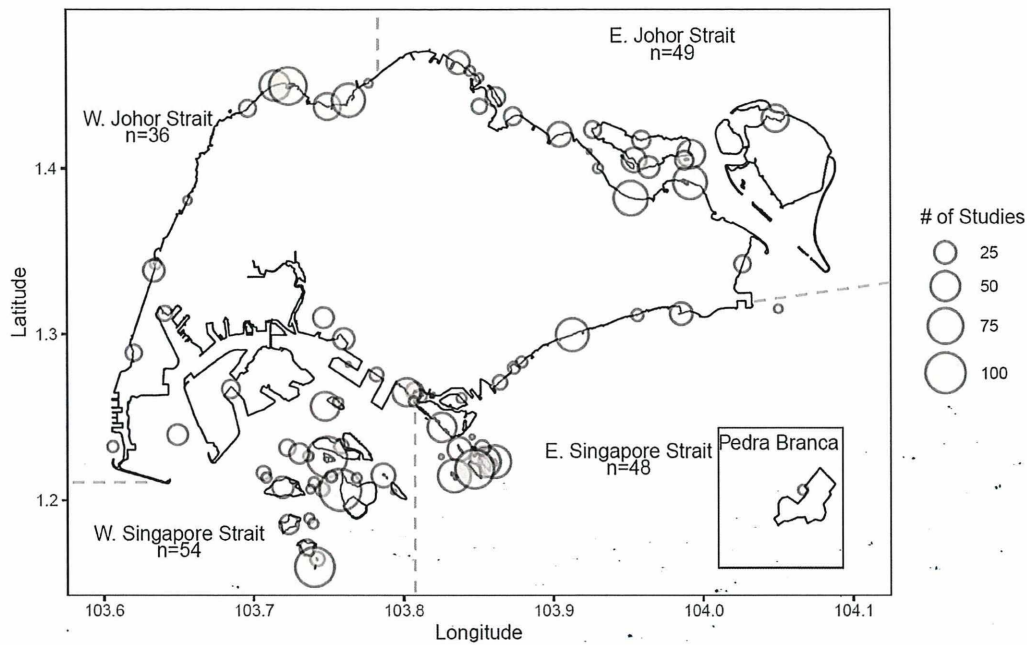 E. Johor Strait
n=49
W. Johor Strait
n=36
E. Singapore Strait
n=48
Pedra Branca
W. Singapore Strait
n=54
1.4
1.3
1.2
Latitude
103.6
103.7
103.8
103.9
104.0
104.1
Longitude
# of Studies
25
50
75
100